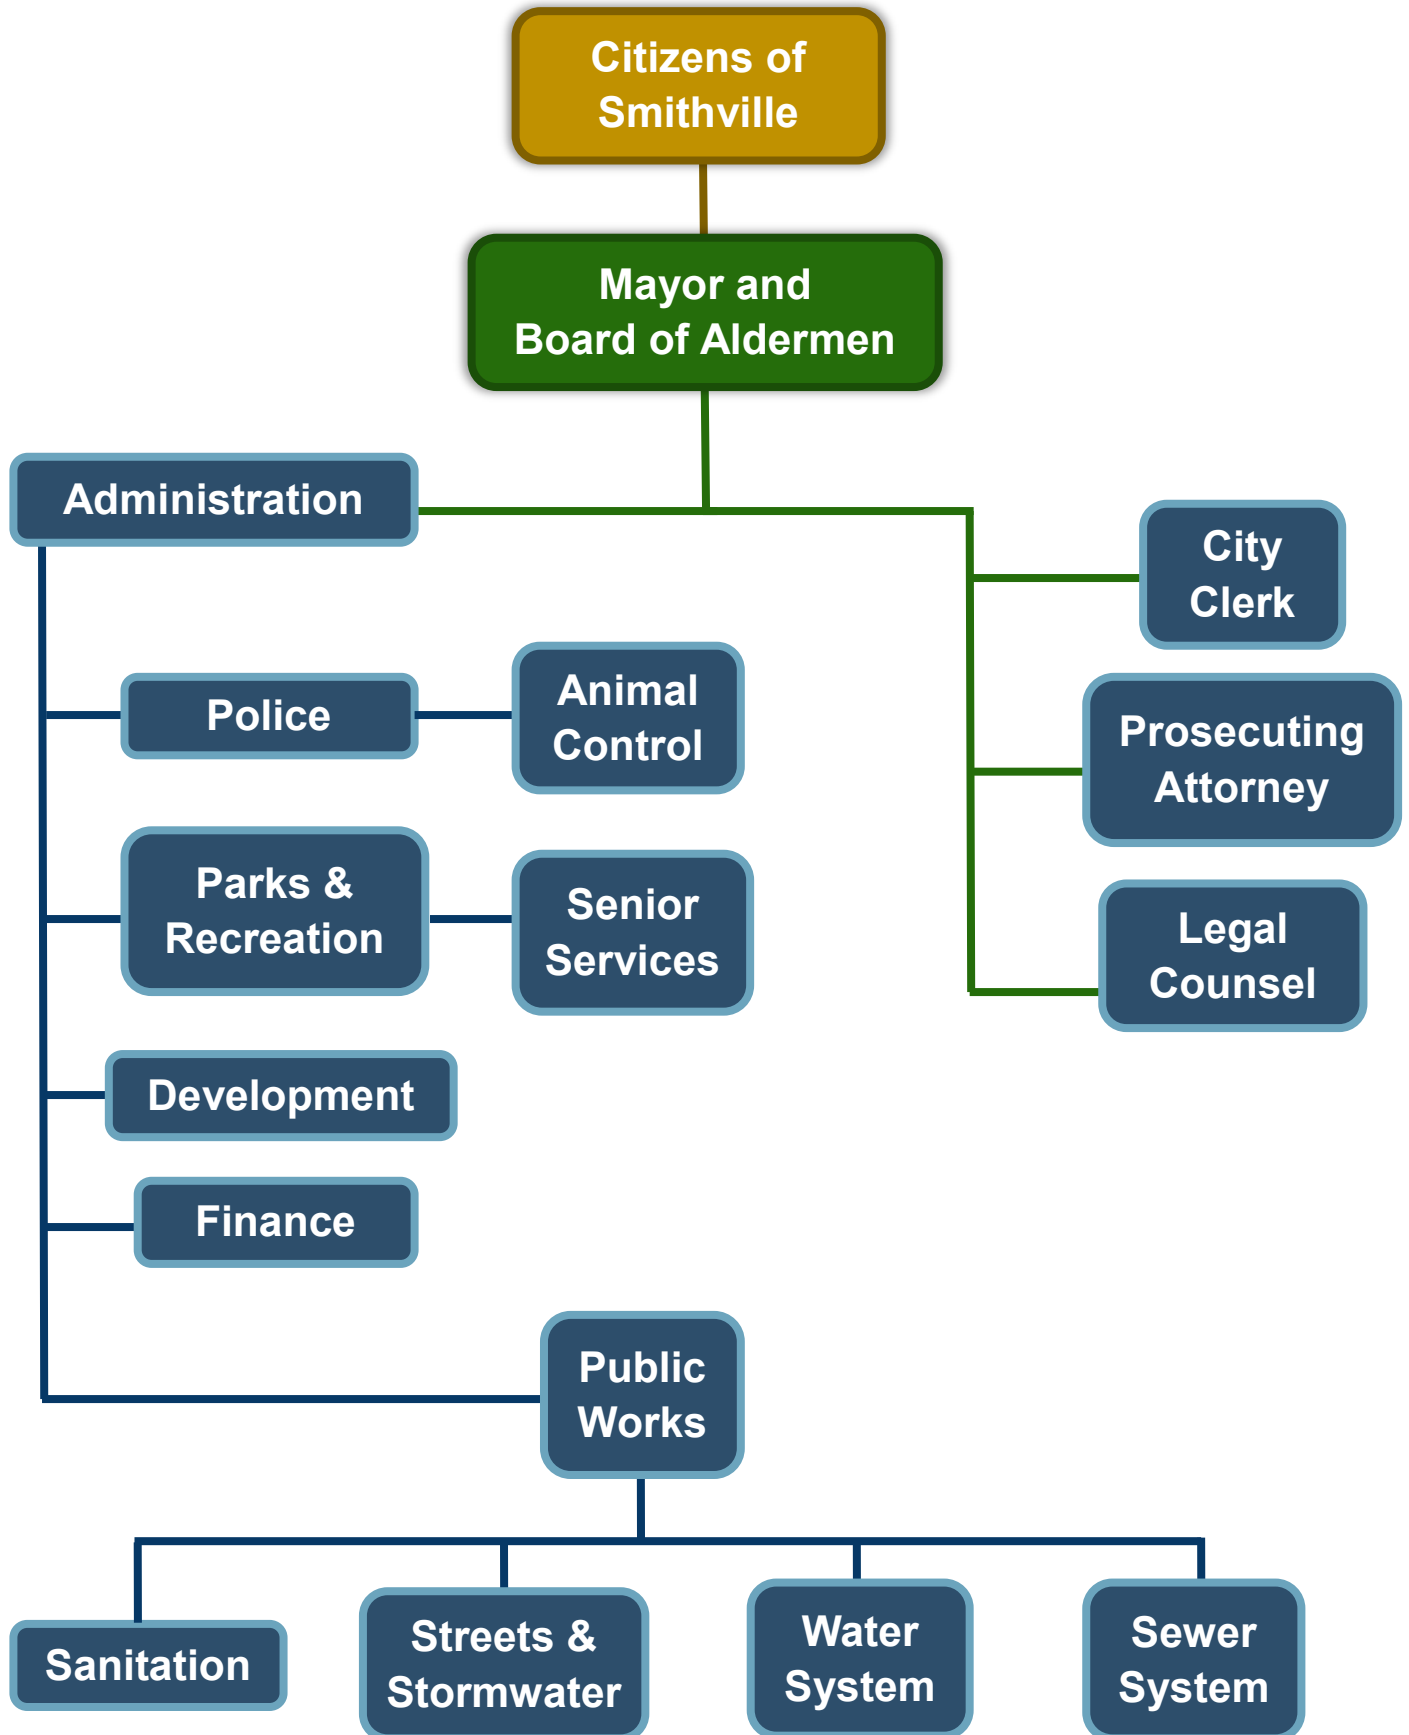 Citizens of
Smithville
Mayor and
Board of Aldermen
Administration
City
Clerk
Police
Animal
Control
Prosecuting
Attorney
Parks &
Recreation
Senior
Services
Legal
Counsel
Development
Finance
Public
Works
Sanitation
Streets &
Stormwater
Water
System
Sewer
System